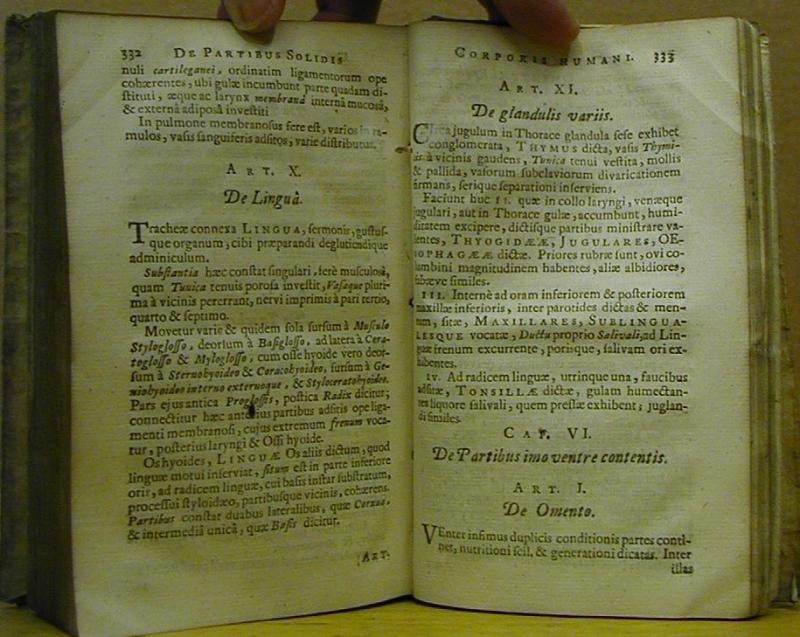 332 DE PARTIBUS SOLIDIS
nuli cartilaganei, ordinatim ligamentorum ope
cohærentes, ubi gulæ incumbunt parte quadam di-
stituti, æque ac larynx membranâ internâ mucosâ,
& externâ adiposâ investiti
In pulmone membranosus fere est, varios in ra-
mulos, vasis sanguiferis adsitos, varie distributus.
ART. X.
De Linguâ.
Tracheæ connexa LINGUA, sermonis, gustus-
que organum, cibi præparandi deglutiendique
adminiculum.
Substantia hæc constat singulari, ferè musculosâ,
quam Tunica tenuis porosa investit, Vasaque pluri-
ma à vicinis pererrant, nervi imprimis à pari tertio,
quarto & septimo.
Movetur varie & quidem sola sursum à Musculo
Styloglosso, deorsum à Basiglosso, ad latera à Cera-
toglosso & Myloglosso, cum osse hyoide vero deor-
sum à Sternohyoideo & Coracohyoideo, sursum à Ge-
niohyoideo interno externoque, & Styloceratohyoideo.
Pars ejus antica Proglossis, postica Radix dicitur;
connectitur hæc anterius partibus adsitis ope liga-
menti membranosi, cujus extremum frenum voca-
tur, posterius laryngi & Ossi hyoide.
Os hyoides, LINGUÆ Os aliis dictum, quod
linguæ motui inserviat, situm est in parte inferiore
oris, ad radicem linguæ, cui basis instar substratum,
processui styloidæo, partibusque vicinis, cohærens.
Partibus constat duabus lateralibus, quæ Cornua,
& intermediâ unicâ, quæ Basis dicitur.
ART.
CORPORIS HUMANI. 333
ART. XI.
De glandulis variis.
Circa jugulum in Thorace glandula sese exhibet
conglomerata, THYMUS dicta, vasis Thymi-
is à vicinis gaudens, Tunica tenui vestita, mollis
& pallida, vasorum subclaviorum divaricationem
irmans, serique separationi inserviens.
Faciunt huc II. quæ in collo laryngi, venæque
jugulari, aut in Thorace gulæ, accumbunt, humi-
ditatem excipere, dictisque partibus ministrare va-
lentes, THYOGIDÆÆ, JUGULARES, OE-
SOPHAGÆÆ dictæ. Priores rubræ sunt, ovi co-
lumbini magnitudinem habentes, aliæ albidiores,
fabæve similes.
III. Internè ad oram inferiorem & posteriorem
maxillæ inferioris, inter parotides dictas & men-
tum, sitæ, MAXILLARES, SUBLINGUA-
LESQUE vocatæ, Ductu proprio Salivali, ad Lin-
guæ frenum excurrente, porisque, salivam ori ex-
hibentes.
IV. Ad radicem linguæ, utrinque una, faucibus
adsitæ, TONSILLÆ dictæ, gulam humectan-
tes liquore salivali, quem pressæ exhibent; juglan-
di similes.
CAP. VI.
De Partibus imo ventre contentis.
ART. I.
De Omento.
VEnter infimus duplicis conditionis partes conti-
net, nutritioni scil. & generationi dicatas. Inter
illas